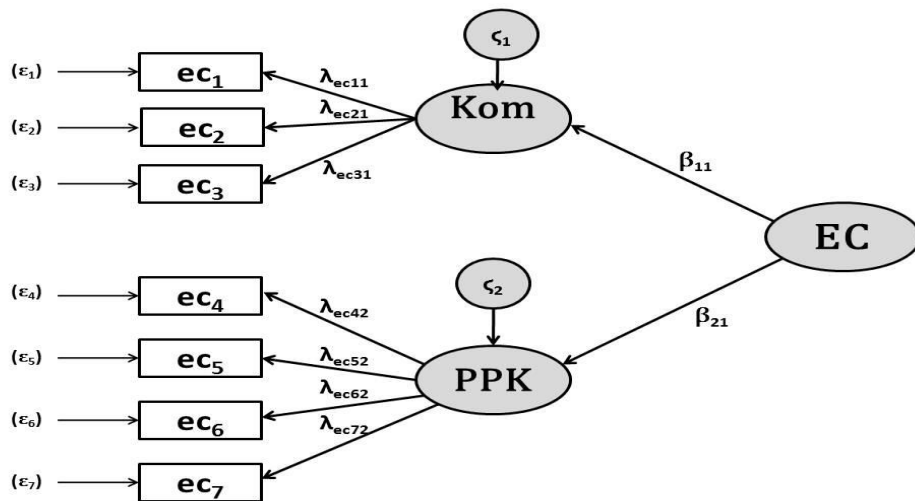 ς₁
(ε₁) ec₁ λec11 Kom
(ε₂) ec₂ λec21
(ε₃) ec₃ λec31
β₁₁
EC
(ε₄) ec₄ λec42 ς₂
β₂₁
(ε₅) ec₅ λec52 PPK
(ε₆) ec₆ λec62
(ε₇) ec₇ λec72